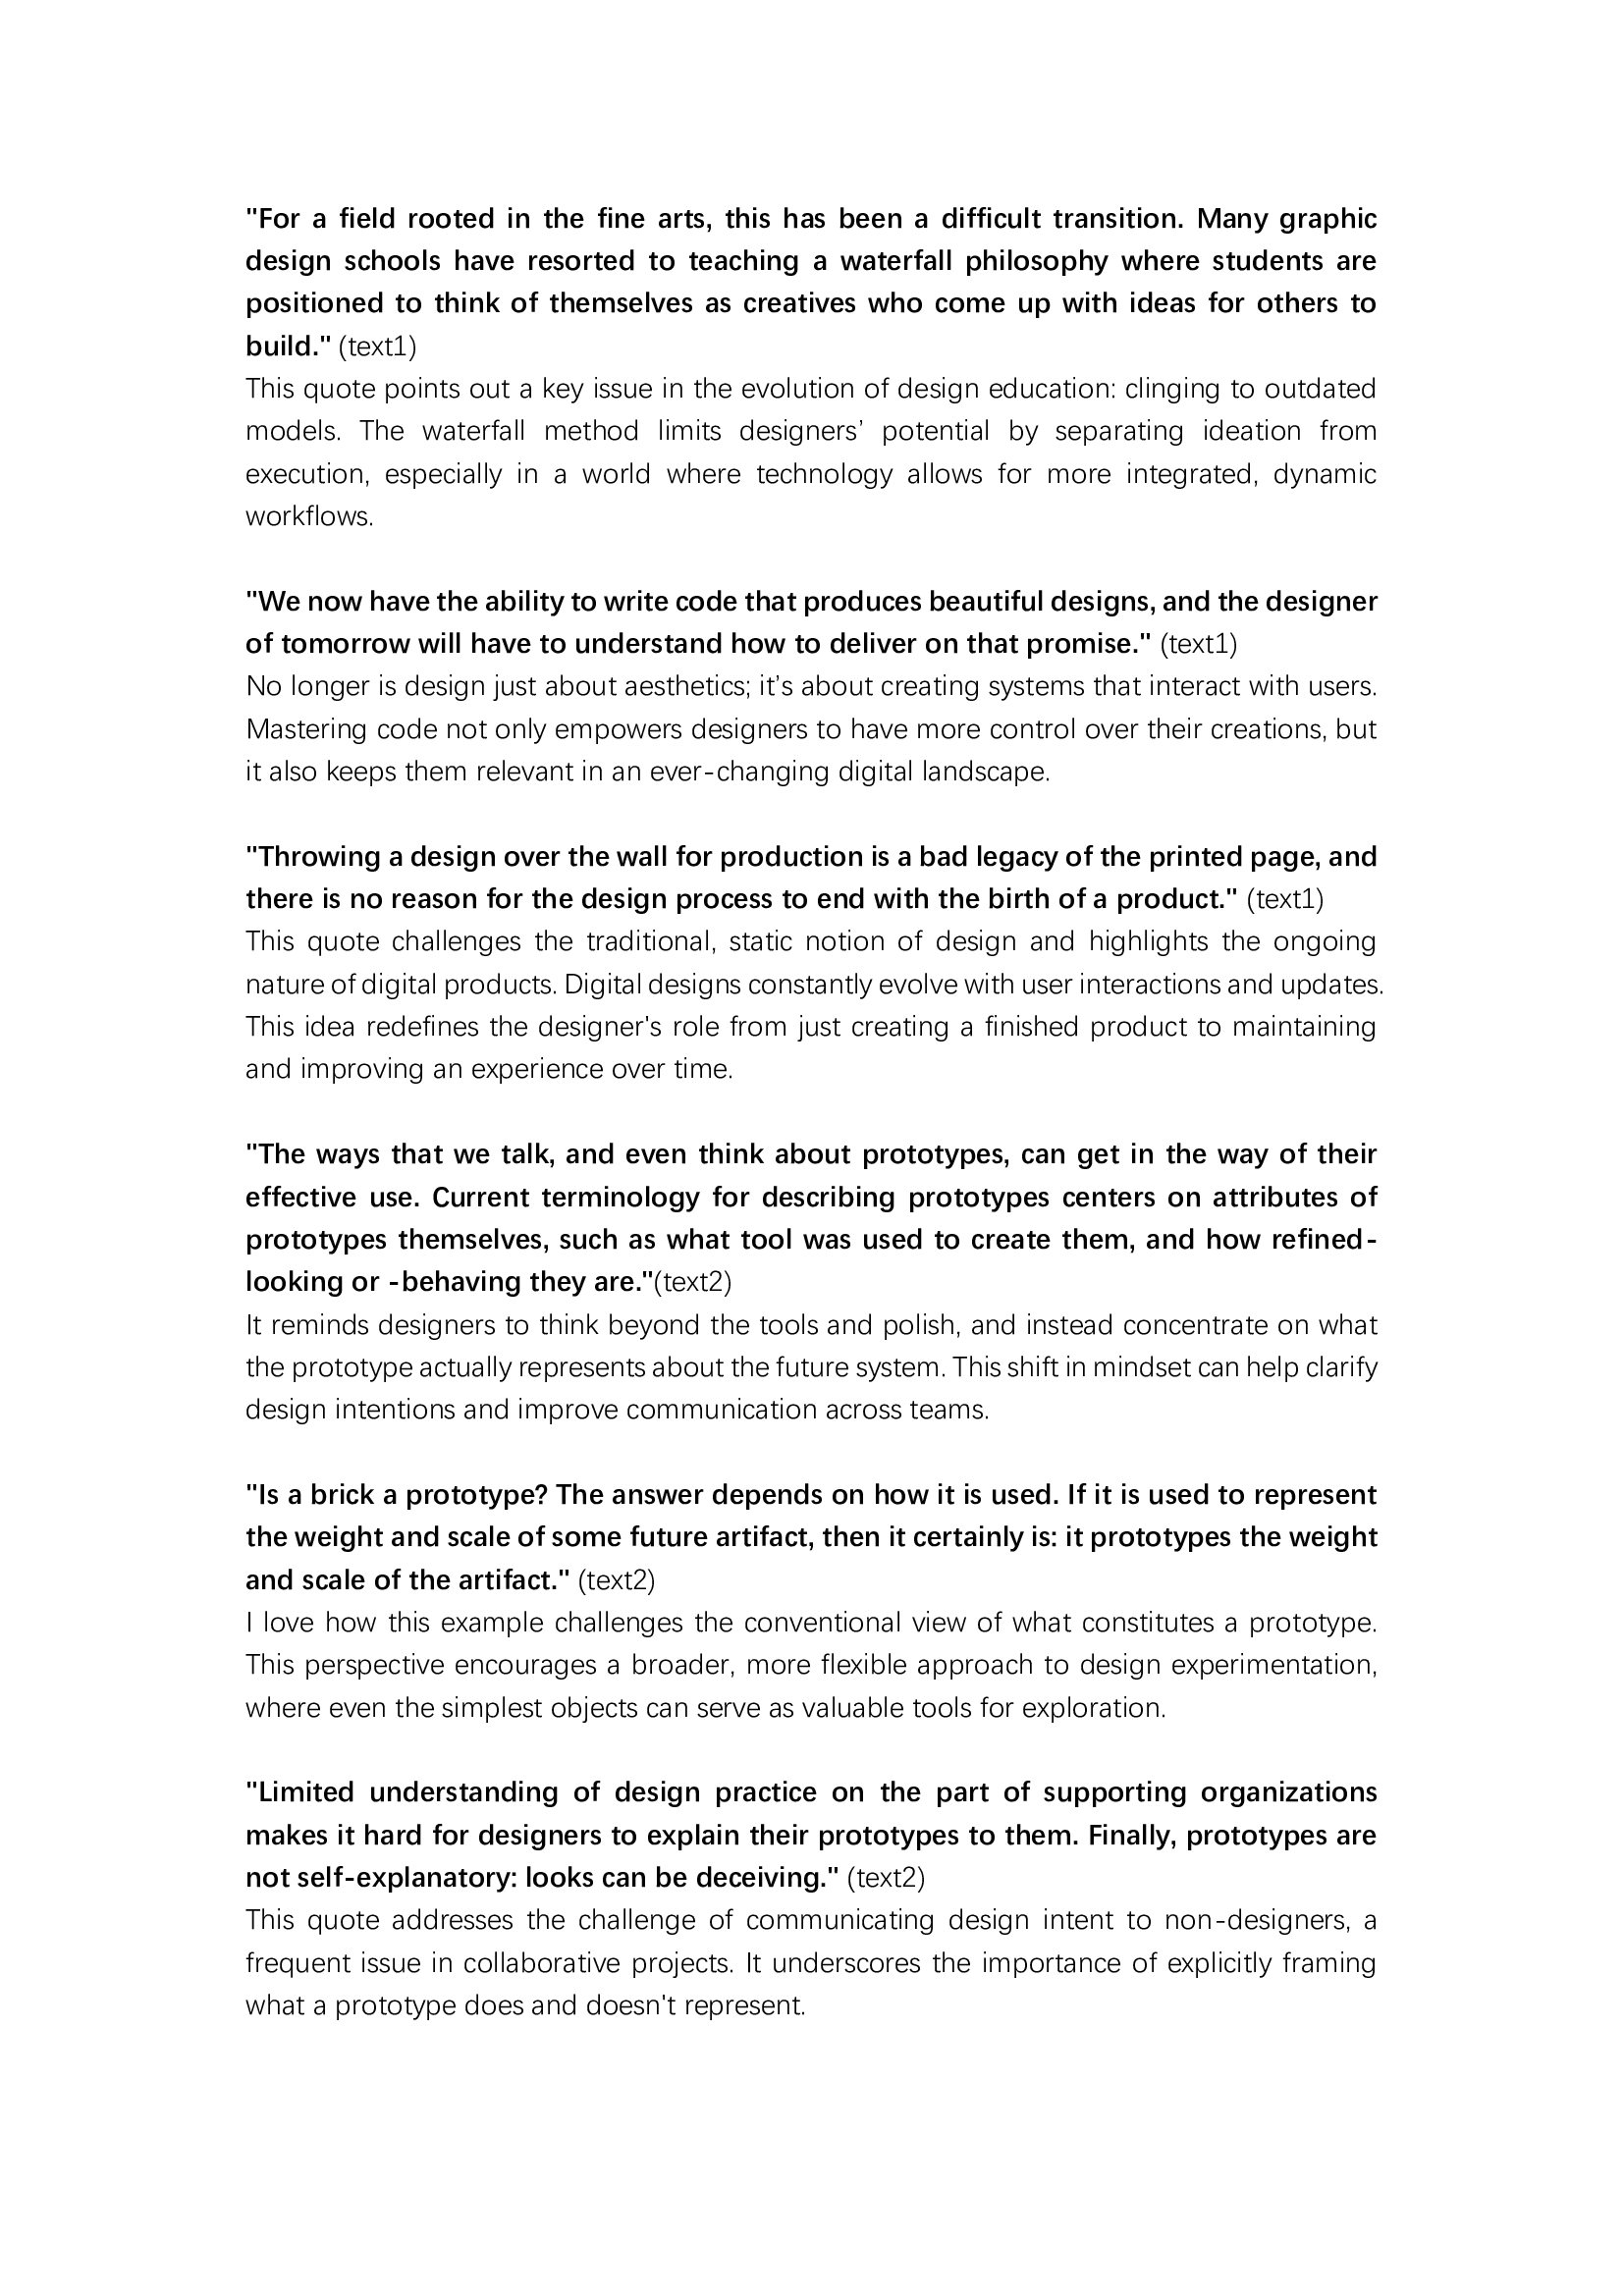 "For a field rooted in the fine arts, this has been a difficult transition. Many graphic
design schools have resorted to teaching a waterfall philosophy where students are
positioned to think of themselves as creatives who come up with ideas for others to
build." (text1)
This quote points out a key issue in the evolution of design education: clinging to outdated
models. The waterfall method limits designers’ potential by separating ideation from
execution, especially in a world where technology allows for more integrated, dynamic
workflows.
"We now have the ability to write code that produces beautiful designs, and the designer
of tomorrow will have to understand how to deliver on that promise." (text1)
No longer is design just about aesthetics; it’s about creating systems that interact with users.
Mastering code not only empowers designers to have more control over their creations, but
it also keeps them relevant in an ever-changing digital landscape.
"Throwing a design over the wall for production is a bad legacy of the printed page, and
there is no reason for the design process to end with the birth of a product." (text1)
This quote challenges the traditional, static notion of design and highlights the ongoing
nature of digital products. Digital designs constantly evolve with user interactions and updates.
This idea redefines the designer's role from just creating a finished product to maintaining
and improving an experience over time.
"The ways that we talk, and even think about prototypes, can get in the way of their
effective use. Current terminology for describing prototypes centers on attributes of
prototypes themselves, such as what tool was used to create them, and how refined-
looking or -behaving they are."(text2)
It reminds designers to think beyond the tools and polish, and instead concentrate on what
the prototype actually represents about the future system. This shift in mindset can help clarify
design intentions and improve communication across teams.
"Is a brick a prototype? The answer depends on how it is used. If it is used to represent
the weight and scale of some future artifact, then it certainly is: it prototypes the weight
and scale of the artifact." (text2)
I love how this example challenges the conventional view of what constitutes a prototype.
This perspective encourages a broader, more flexible approach to design experimentation,
where even the simplest objects can serve as valuable tools for exploration.
"Limited understanding of design practice on the part of supporting organizations
makes it hard for designers to explain their prototypes to them. Finally, prototypes are
not self-explanatory: looks can be deceiving." (text2)
This quote addresses the challenge of communicating design intent to non-designers, a
frequent issue in collaborative projects. It underscores the importance of explicitly framing
what a prototype does and doesn't represent.